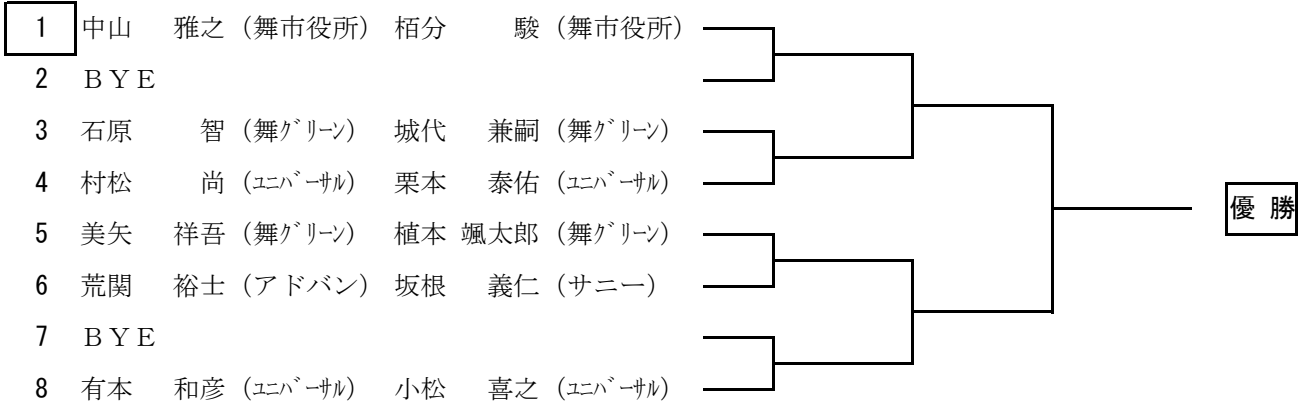 1 中山 雅之 (舞市役所) 栢分 駿 (舞市役所)
2 ＢＹＥ
3 石原 智 (舞ｸﾞﾘｰﾝ) 城代 兼嗣 (舞ｸﾞﾘｰﾝ)
4 村松 尚 (ﾕﾆﾊﾞｰｻﾙ) 栗本 泰佑 (ﾕﾆﾊﾞｰｻﾙ)
優 勝
5 美矢 祥吾 (舞ｸﾞﾘｰﾝ) 植本 颯太郎 (舞ｸﾞﾘｰﾝ)
6 荒関 裕士 (アドバン) 坂根 義仁 (サニー)
7 ＢＹＥ
8 有本 和彦 (ﾕﾆﾊﾞｰｻﾙ) 小松 喜之 (ﾕﾆﾊﾞｰｻﾙ)